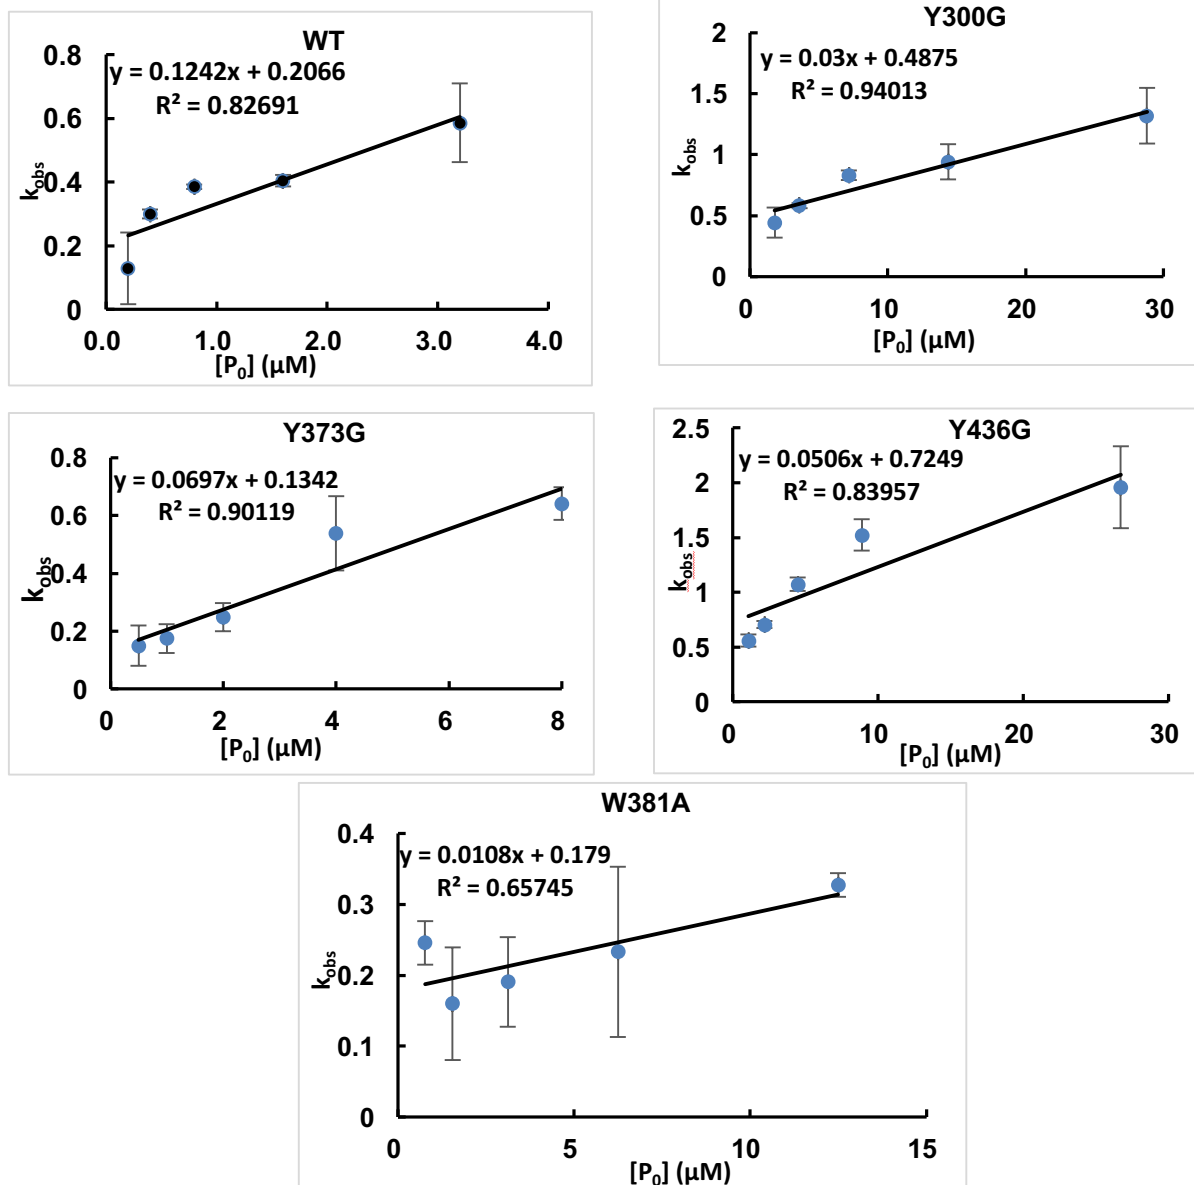 WT
y = 0.1242x + 0.2066
R² = 0.82691
0.8
0.6
0.4
0.2
0
kobs
0.0 1.0 2.0 3.0 4.0
[P0] (μM)
Y300G
y = 0.03x + 0.4875
R² = 0.94013
2
1.5
1
0.5
0
kobs
0 10 20 30
[P0] (μM)
Y373G
y = 0.0697x + 0.1342
R² = 0.90119
0.8
0.6
0.4
0.2
0
kobs
0 2 4 6 8
[P0] (μM)
Y436G
y = 0.0506x + 0.7249
R² = 0.83957
2.5
2
1.5
1
0.5
0
kobs
0 10 20 30
[P0] (μM)
W381A
y = 0.0108x + 0.179
R² = 0.65745
0.4
0.3
0.2
0.1
0
kobs
0 5 10 15
[P0] (μM)